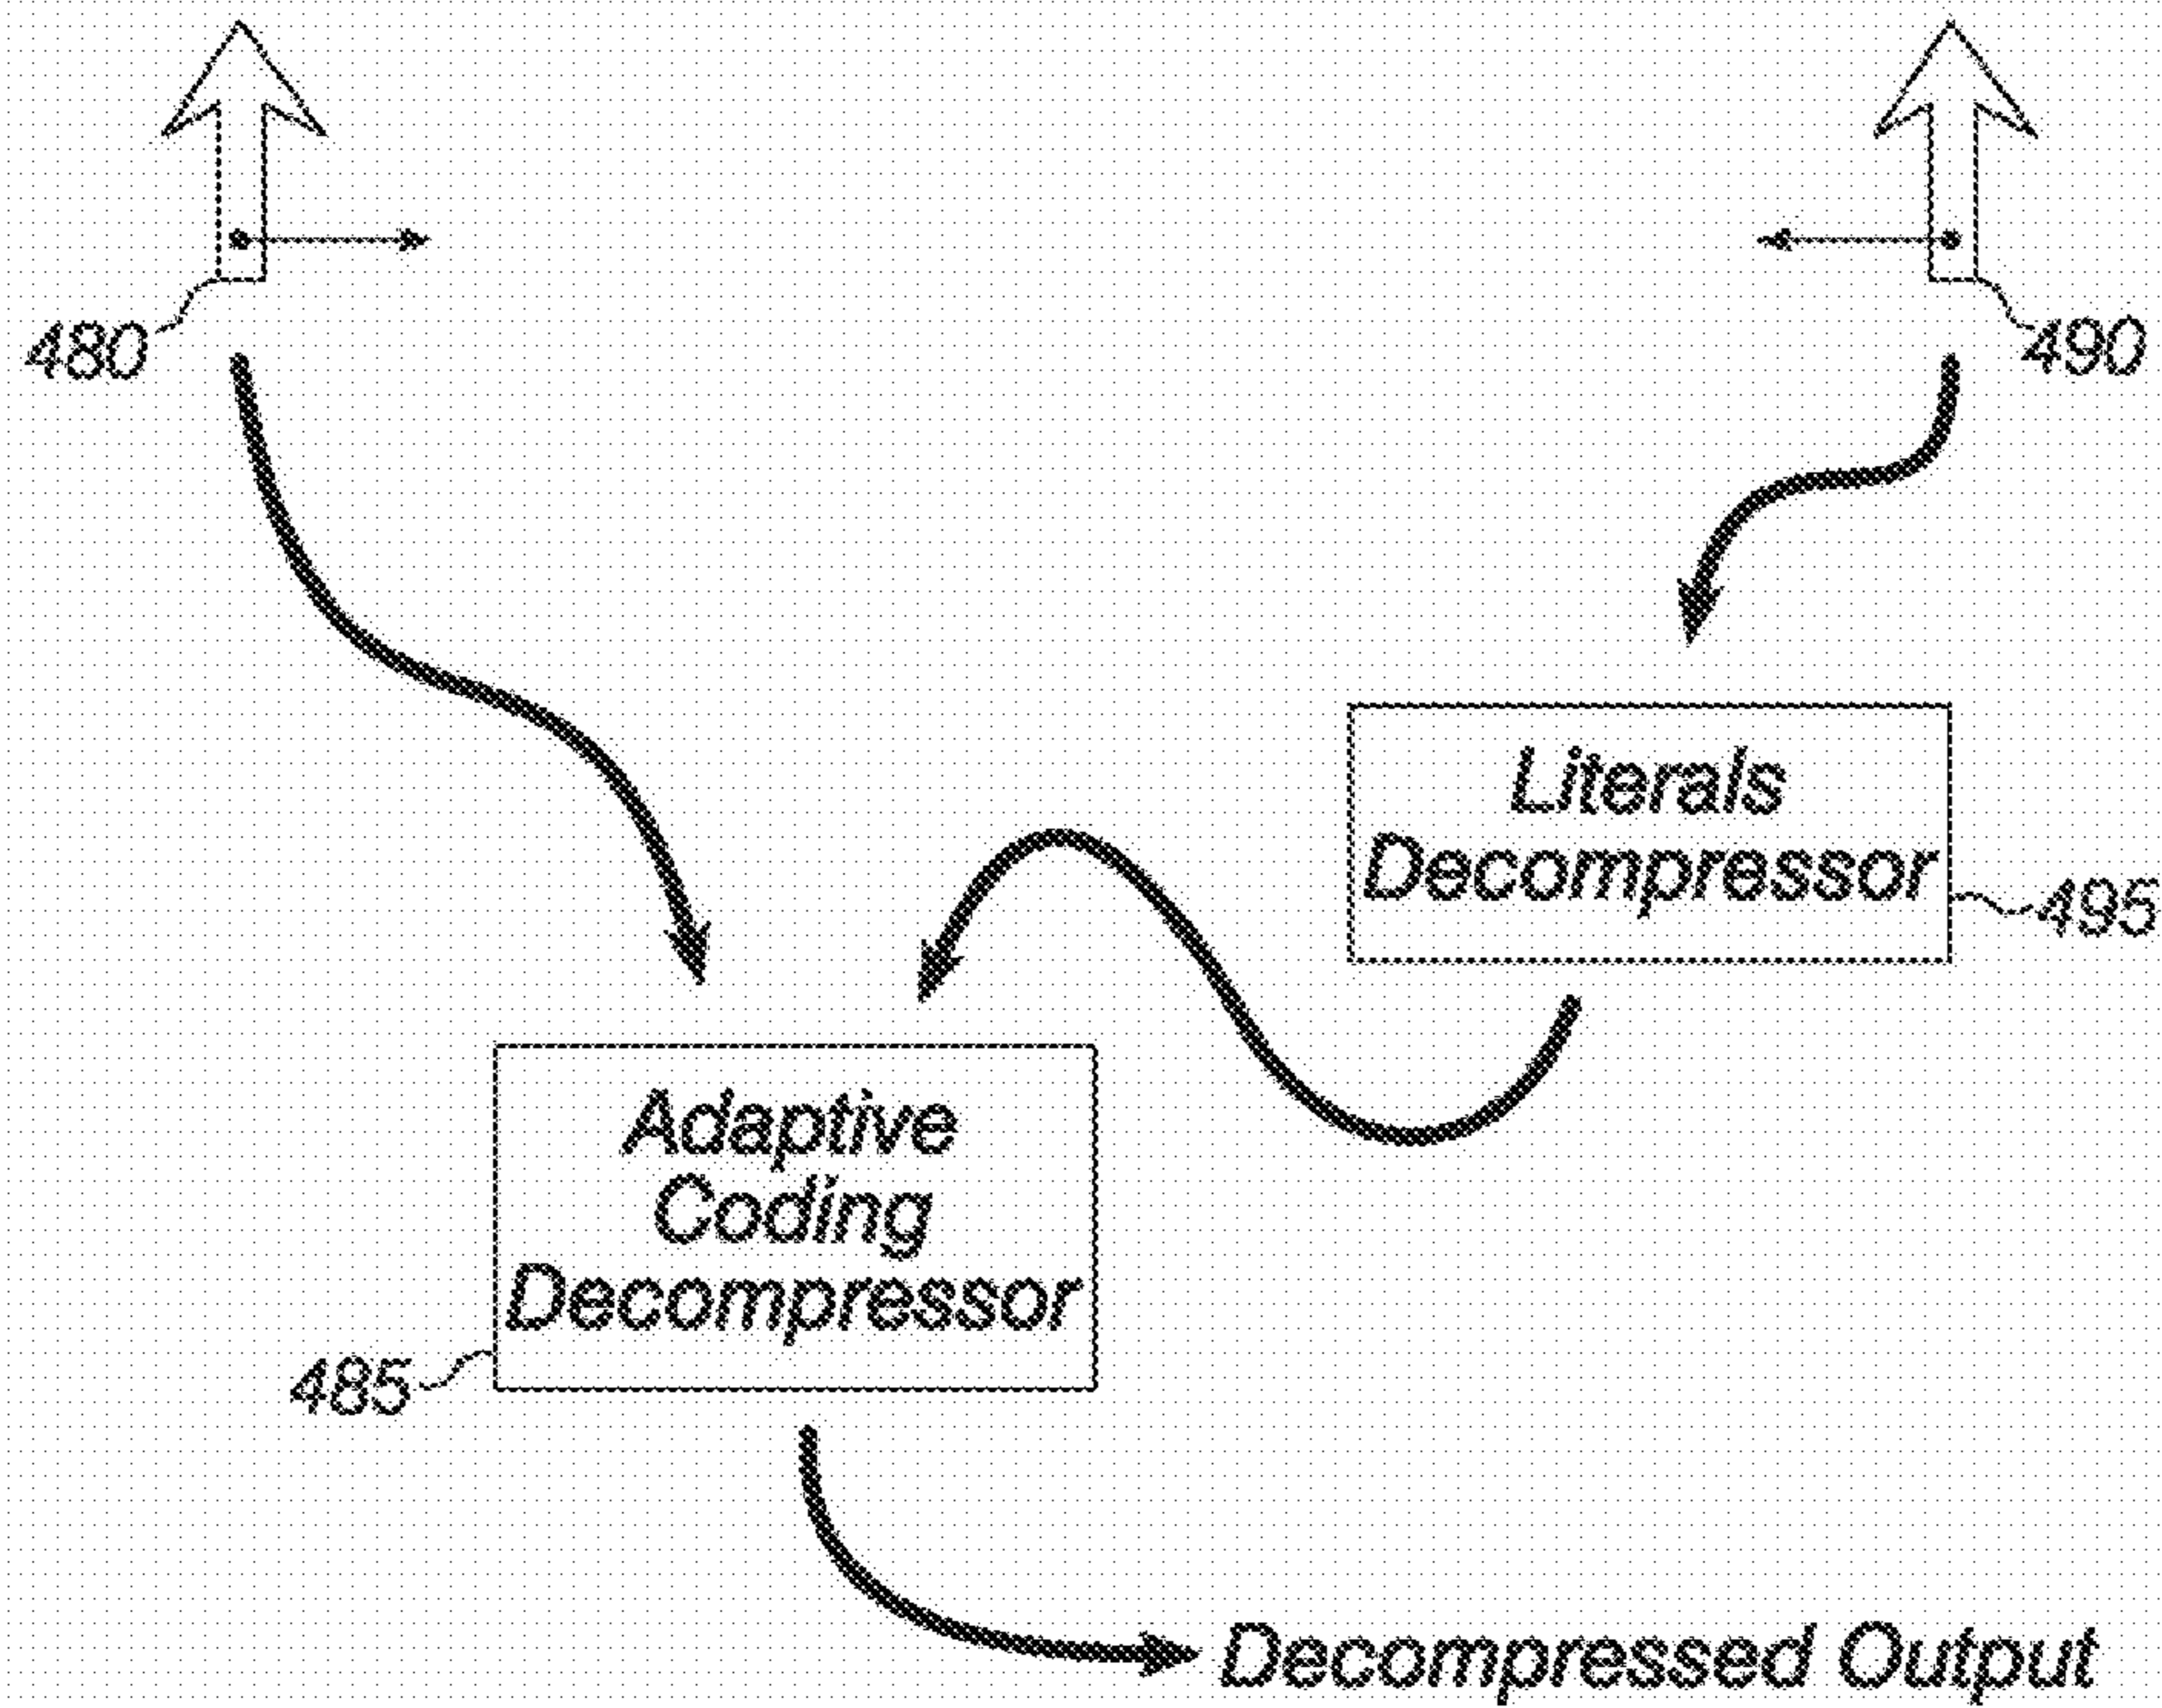 480
490
Literals
Decompressor
495
Adaptive
Coding
Decompressor
485
Decompressed Output